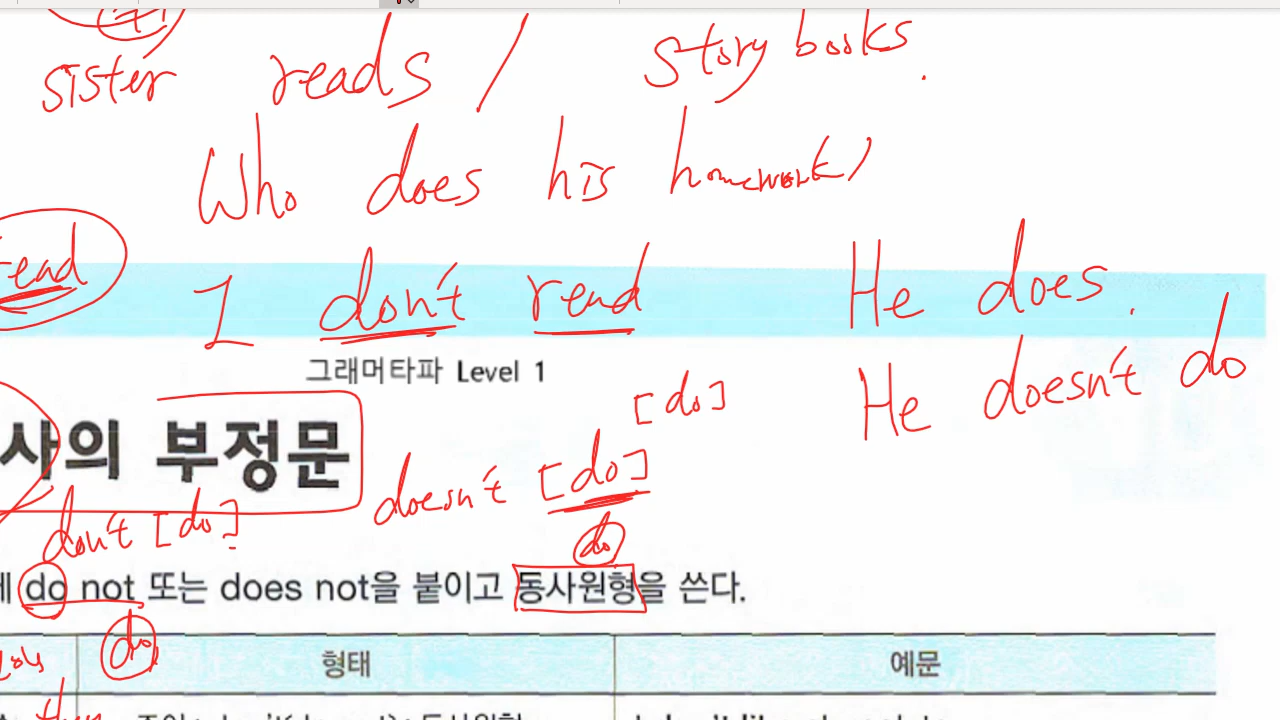 sister reads / story books.
Who does his homework
read I don't read He does.
그래머타파 Level 1
[do] He doesn't do
사의 부정문
doesn't [do]
don't [do]
do
에 do not 또는 does not을 붙이고 동사원형을 쓴다.
do
형태 예문